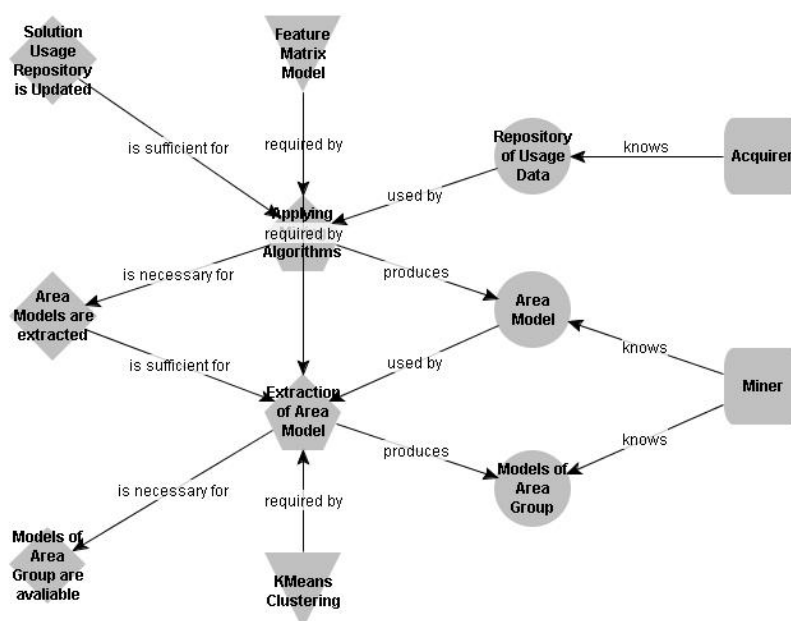 Solution
Usage
Repository
is Updated
Feature
Matrix
Model
is sufficient for
required by
Repository
of Usage
Data
knows
Acquirer
used by
Applying
required by
Algorithms
is necessary for
produces
Area
Models are
extracted
Area
Model
is sufficient for
used by
knows
Miner
Extraction
of Area
Model
produces
knows
is necessary for
Models of
Area
Group
required by
Models of
Area
Group are
avaliable
KMeans
Clustering